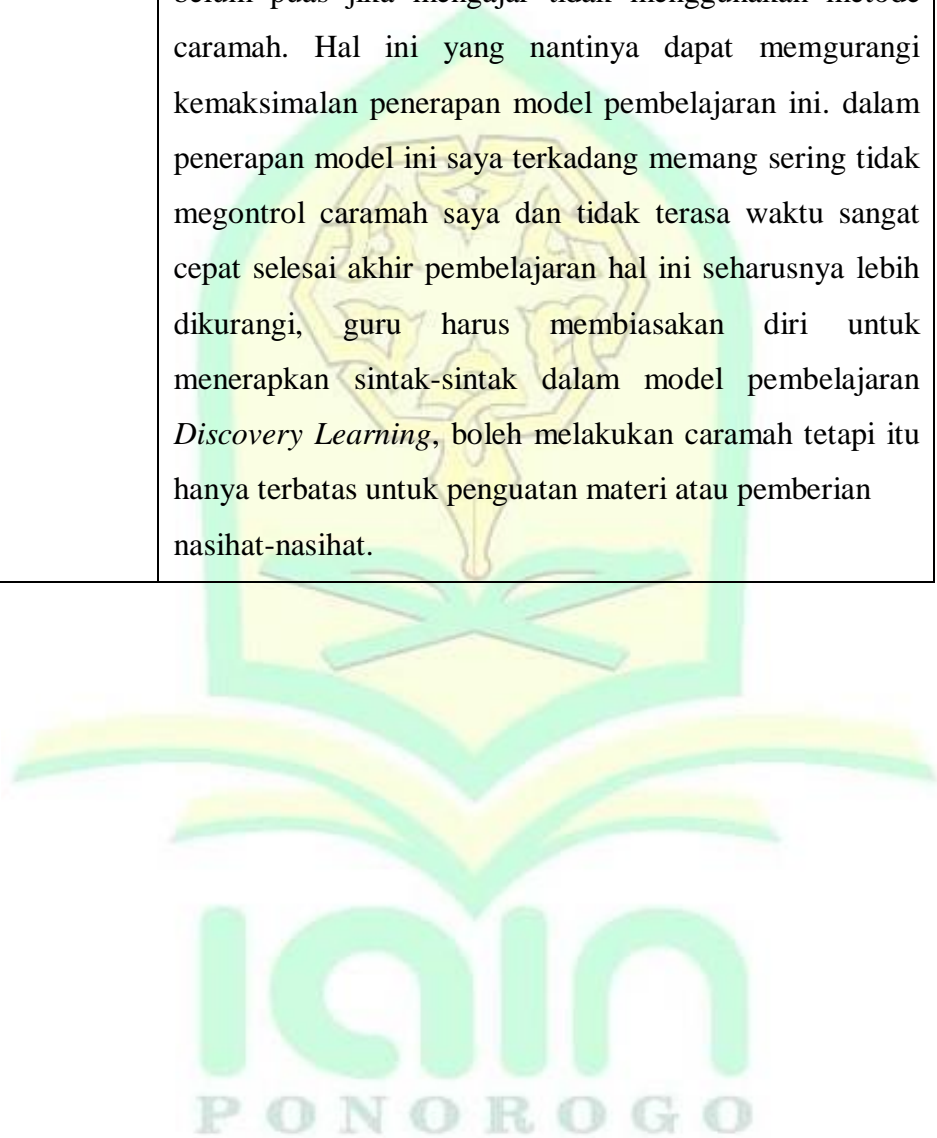 caramah. Hal ini yang nantinya dapat memgurangi
kemaksimalan penerapan model pembelajaran ini. dalam
penerapan model ini saya terkadang memang sering tidak
megontrol caramah saya dan tidak terasa waktu sangat
cepat selesai akhir pembelajaran hal ini seharusnya lebih
dikurangi, guru harus membiasakan diri untuk
menerapkan sintak-sintak dalam model pembelajaran
Discovery Learning, boleh melakukan caramah tetapi itu
hanya terbatas untuk penguatan materi atau pemberian
nasihat-nasihat.
iain
PONOROGO